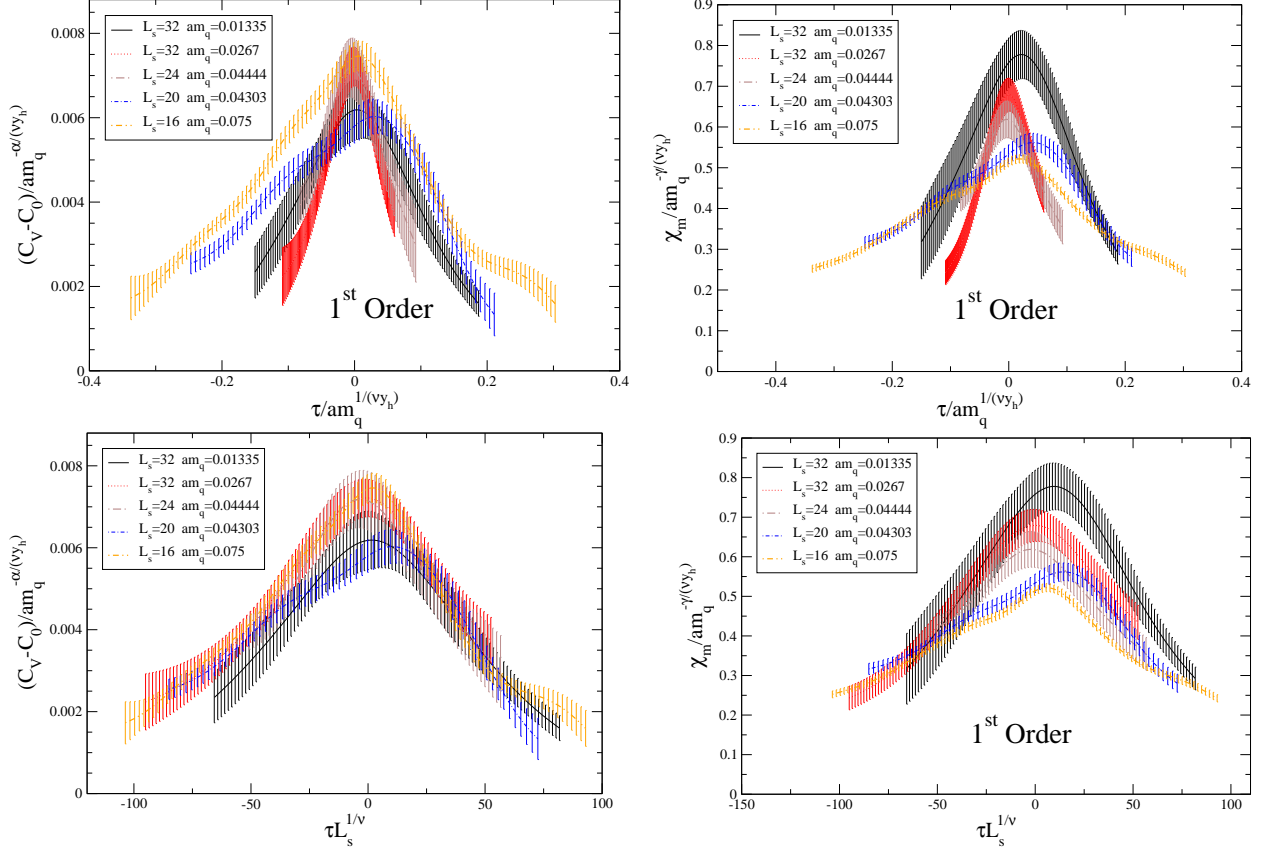 L_s=32 am_q=0.01335
L_s=32 am_q=0.0267
L_s=24 am_q=0.04444
L_s=20 am_q=0.04303
L_s=16 am_q=0.075
(C_V-C_0)/am_q^{-α/(νy_h)}
0.008
0.006
0.004
0.002
0
1^{st} Order
-0.4 -0.2 0 0.2 0.4
τ/am_q^{1/(νy_h)}
L_s=32 am_q=0.01335
L_s=32 am_q=0.0267
L_s=24 am_q=0.04444
L_s=20 am_q=0.04303
L_s=16 am_q=0.075
χ_m/am_q^{-γ/(νy_h)}
0.9
0.8
0.7
0.6
0.5
0.4
0.3
0.2
0.1
0
1^{st} Order
-0.5 -0.4 -0.2 0 0.2 0.4
τ/am_q^{1/(νy_h)}
L_s=32 am_q=0.01335
L_s=32 am_q=0.0267
L_s=24 am_q=0.04444
L_s=20 am_q=0.04303
L_s=16 am_q=0.075
(C_V-C_0)/am_q^{-α/(νy_h)}
0.008
0.006
0.004
0.002
0
-100 -50 0 50 100
τL_s^{1/ν}
L_s=32 am_q=0.01335
L_s=32 am_q=0.0267
L_s=24 am_q=0.04444
L_s=20 am_q=0.04303
L_s=16 am_q=0.075
χ_m/am_q^{-γ/(νy_h)}
0.9
0.8
0.7
0.6
0.5
0.4
0.3
0.2
0.1
0
1^{st} Order
-150 -100 -50 0 50 100
τL_s^{1/ν}